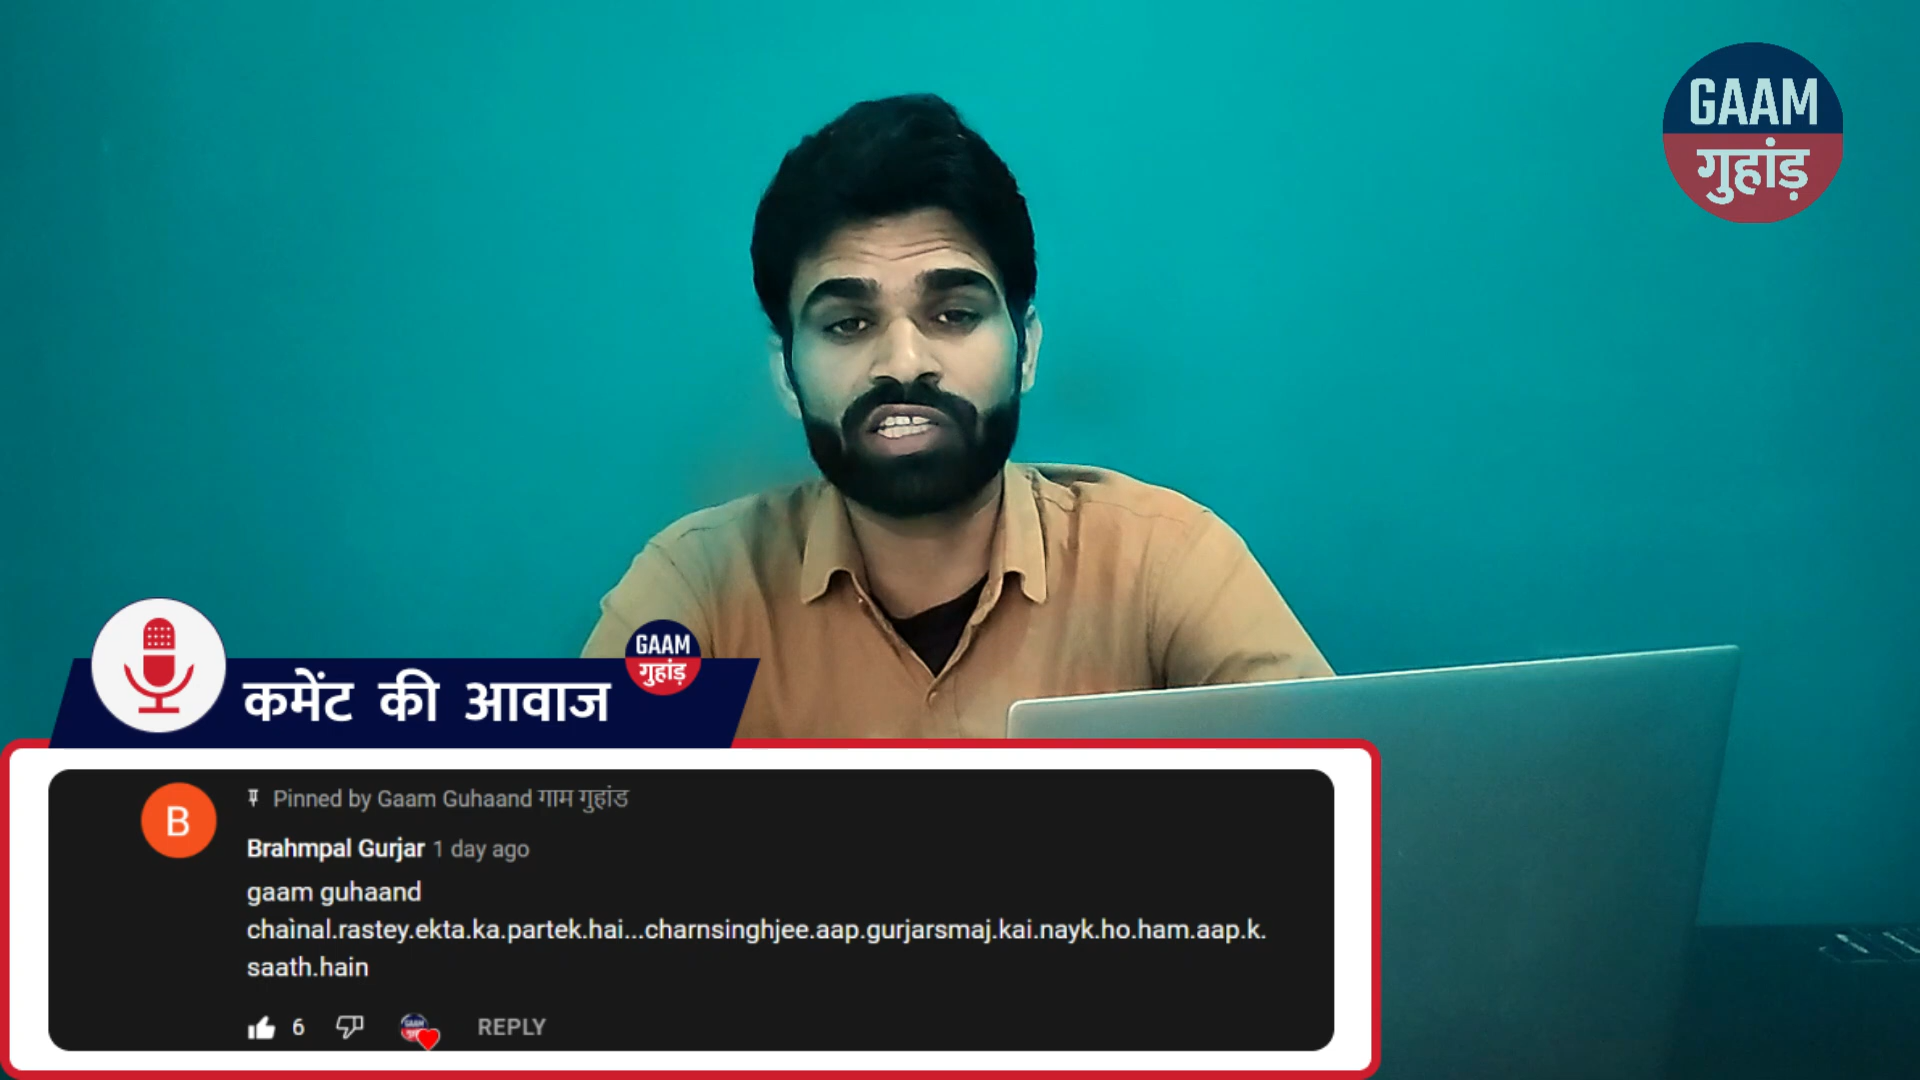 GAAM
गुहांड़
GAAM
गुहांड़
कमेंट की आवाज
Pinned by Gaam Guhaand गाम गुहांड
B
Brahmpal Gurjar 1 day ago
gaam guhaand
chaìnal.rastey.ekta.ka.partek.hai...charnsinghjee.aap.gurjarsmaj.kai.nayk.ho.ham.aap.k.
saath.hain
6
REPLY